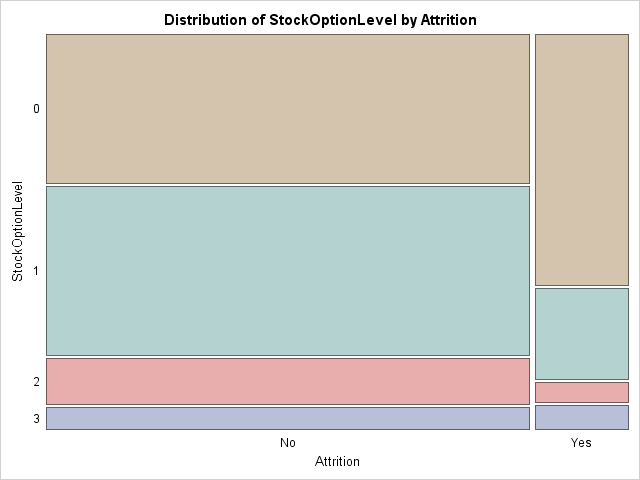 Distribution of StockOptionLevel by Attrition
0
1
2
3
StockOptionLevel
No Yes
Attrition